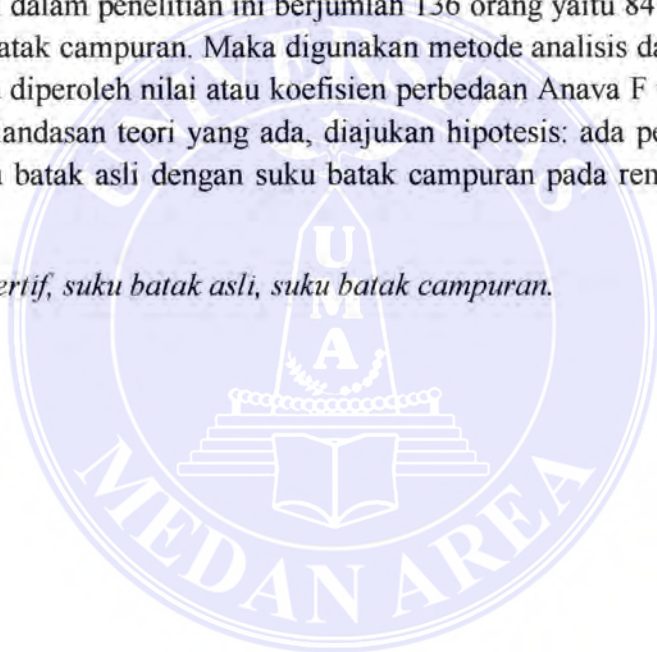 dalam penelitian ini berjumlah 136 orang yaitu 84
atak campuran. Maka digunakan metode analisis da
diperoleh nilai atau koefisien perbedaan Anava F
andasan teori yang ada, diajukan hipotesis: ada pe
batak asli dengan suku batak campuran pada ren
ertif, suku batak asli, suku batak campuran.
UNIVERSITAS
U
M
A
MEDAN AREA